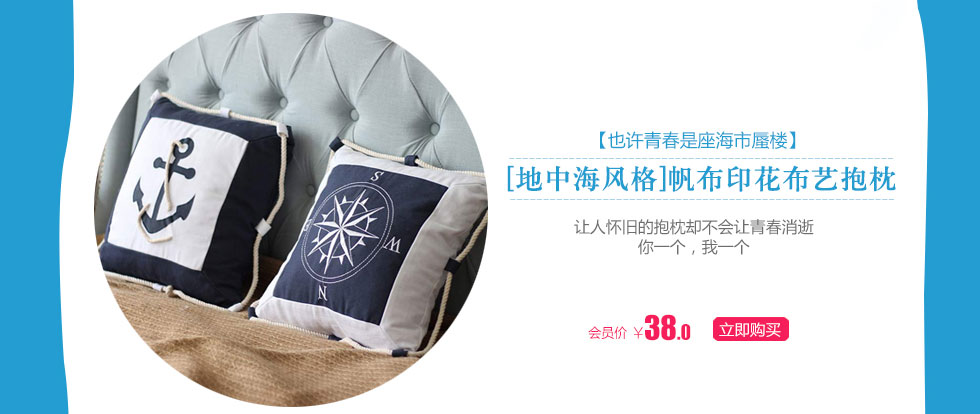 【也许青春是座海市蜃楼】
[地中海风格]帆布印花布艺抱枕
让人怀旧的抱枕却不会让青春消逝
你一个，我一个
会员价 ￥38.0 立即购买
S
W
N